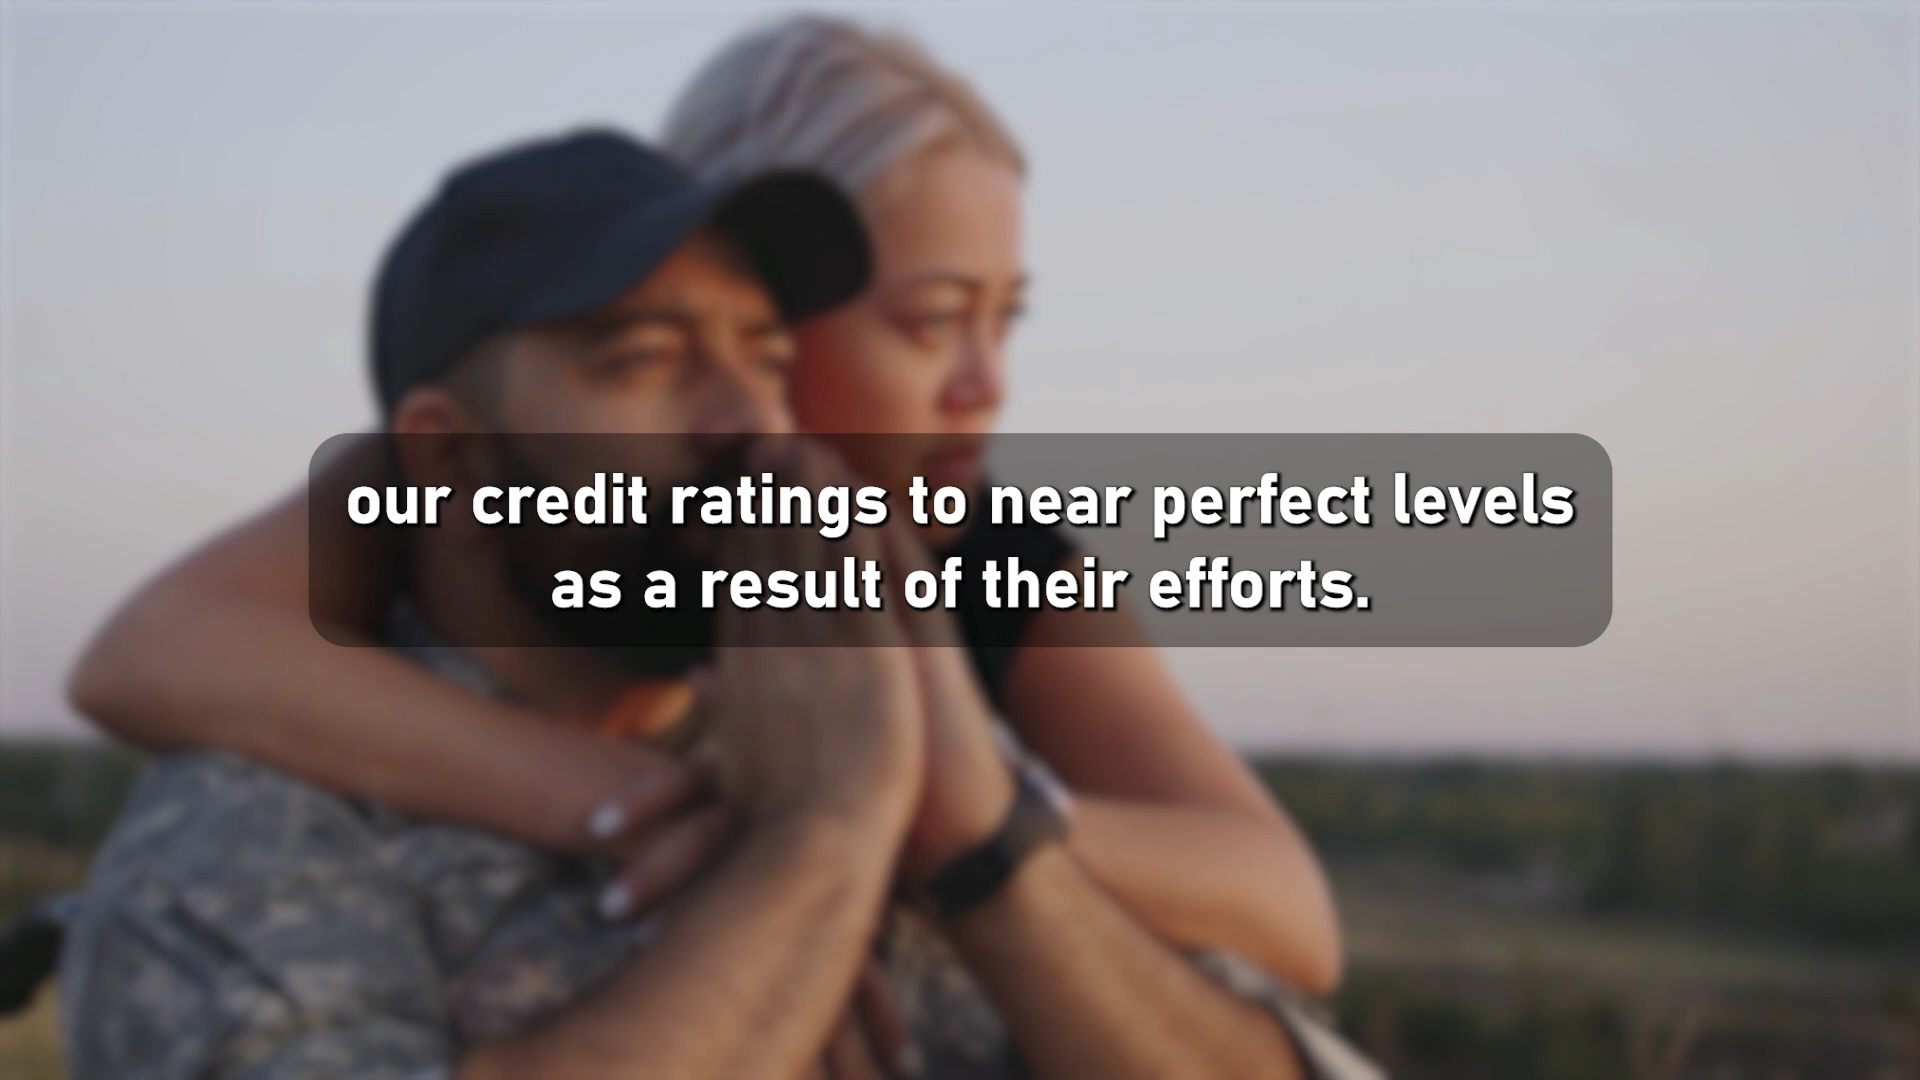 our credit ratings to near perfect levels
as a result of their efforts.